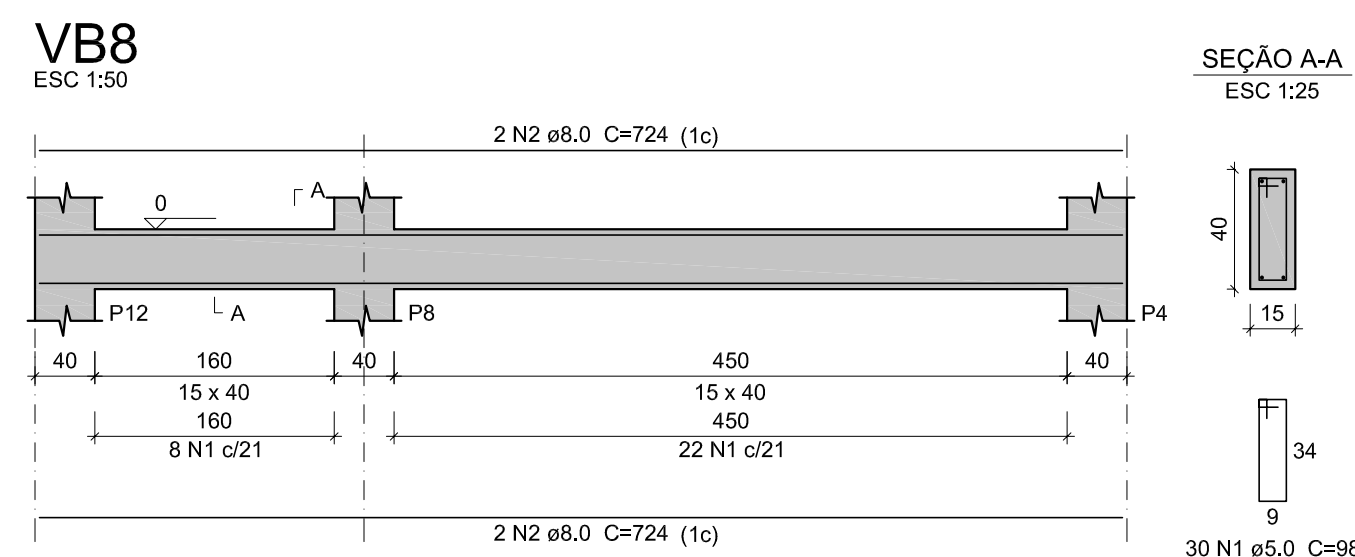 VB8
ESC 1:50
SEÇÃO A-A
ESC 1:25
2 N2 ø8.0 C=724 (1c)
A
0
40
15
P12
A
P8
P4
40
160
40
450
40
15 x 40
15 x 40
160
450
8 N1 c/21
22 N1 c/21
34
9
2 N2 ø8.0 C=724 (1c)
30 N1 ø5.0 C=98